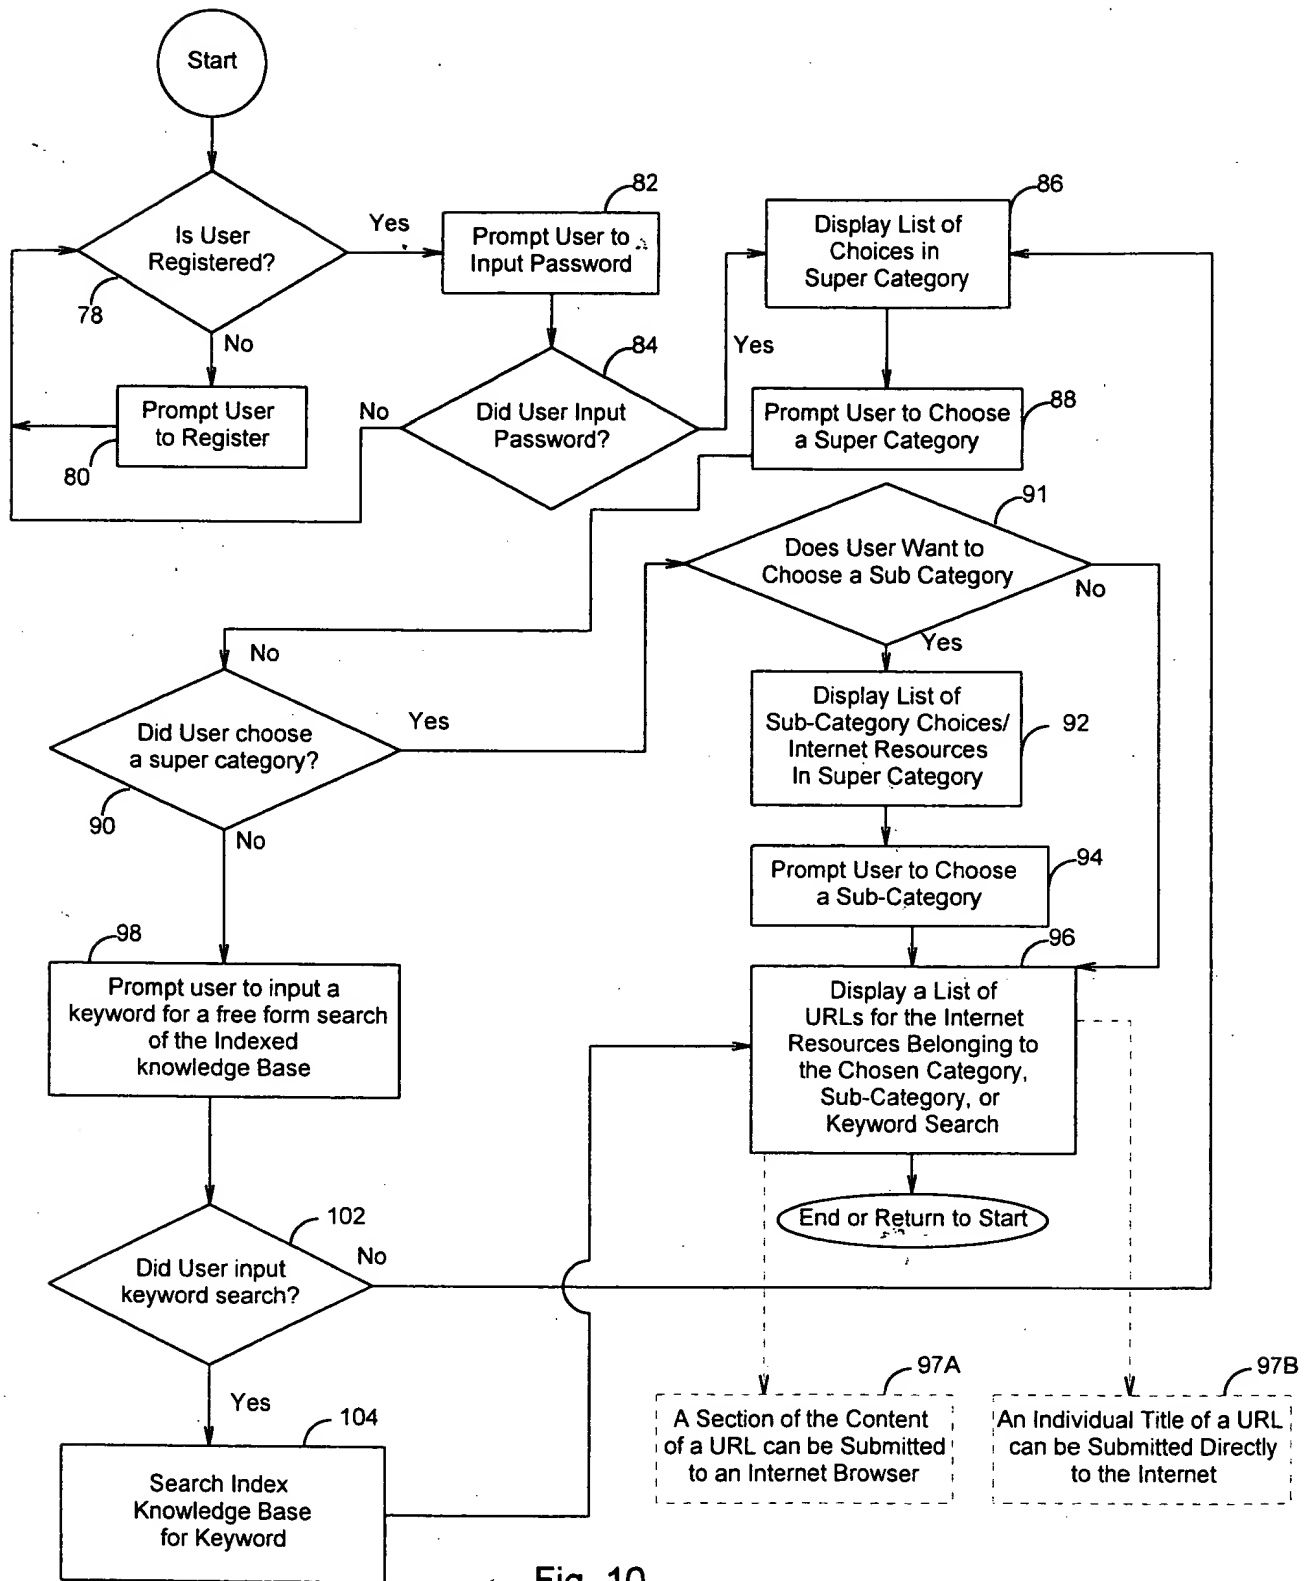 Start
Is User
Registered?
78
Yes
No
Prompt User
to Register
80
82
Prompt User to
Input Password
84
Did User Input
Password?
No
Yes
86
Display List of
Choices in
Super Category
88
Prompt User to Choose
a Super Category
91
Does User Want to
Choose a Sub Category
No
Yes
No
Did User choose
a super category?
90
Yes
No
Display List of
Sub-Category Choices/
Internet Resources
In Super Category
92
94
Prompt User to Choose
a Sub-Category
96
Display a List of
URLs for the Internet
Resources Belonging to
the Chosen Category,
Sub-Category, or
Keyword Search
End or Return to Start
98
Prompt user to input a
keyword for a free form search
of the Indexed
knowledge Base
102
Did User input
keyword search?
No
Yes
104
Search Index
Knowledge Base
for Keyword
97A
A Section of the Content
of a URL can be Submitted
to an Internet Browser
97B
An Individual Title of a URL
can be Submitted Directly
to the Internet
Fig. 10